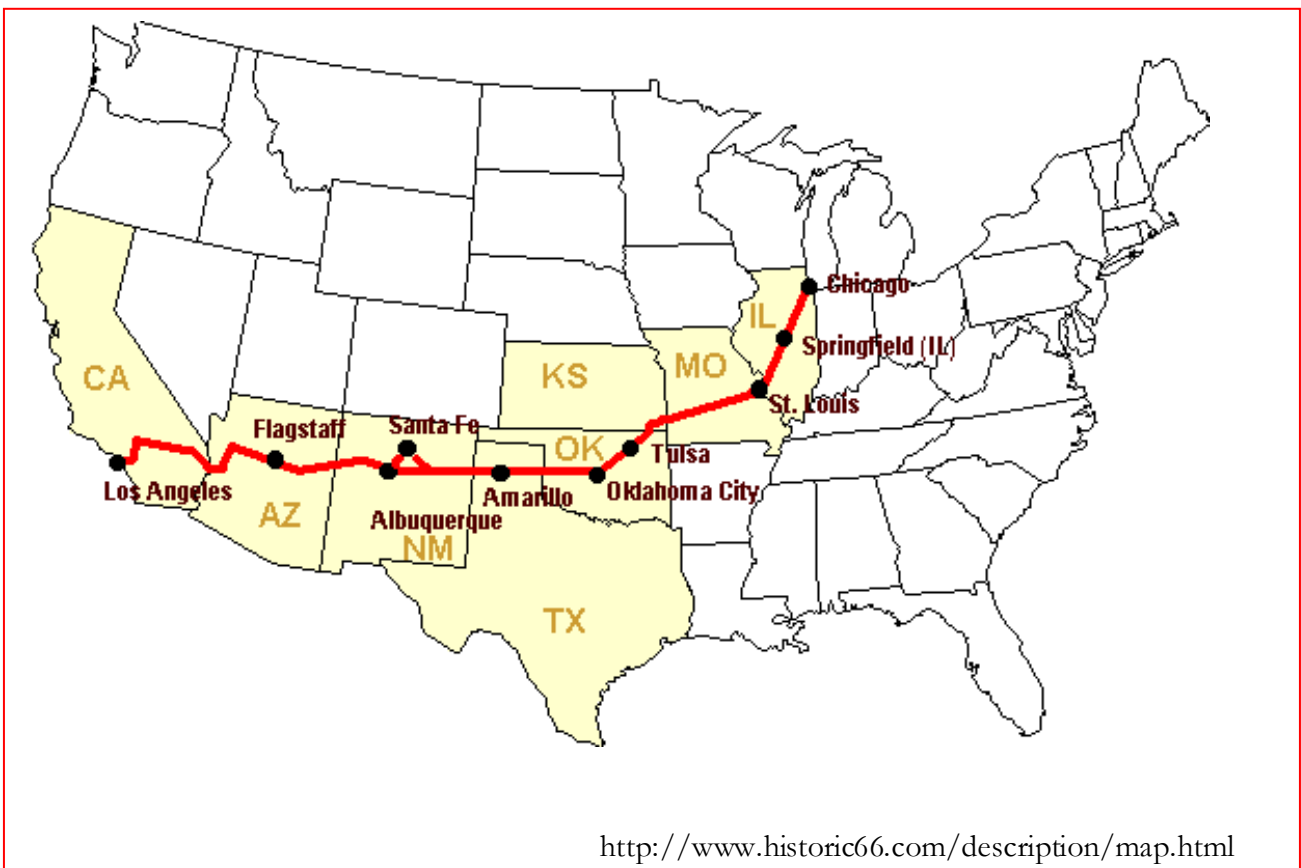 Chicago
IL
Springfield (IL)
MO
KS
CA
St. Louis
Santa Fe
Flagstaff
OK
Tulsa
Los Angeles
Amarillo
Oklahoma City
AZ
Albuquerque
NM
TX
http://www.historic66.com/description/map.html